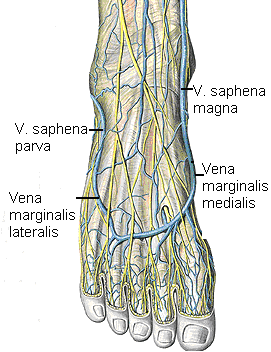 V. saphena
magna
V. saphena
parva
Vena
marginalis
medialis
Vena
marginalis
lateralis